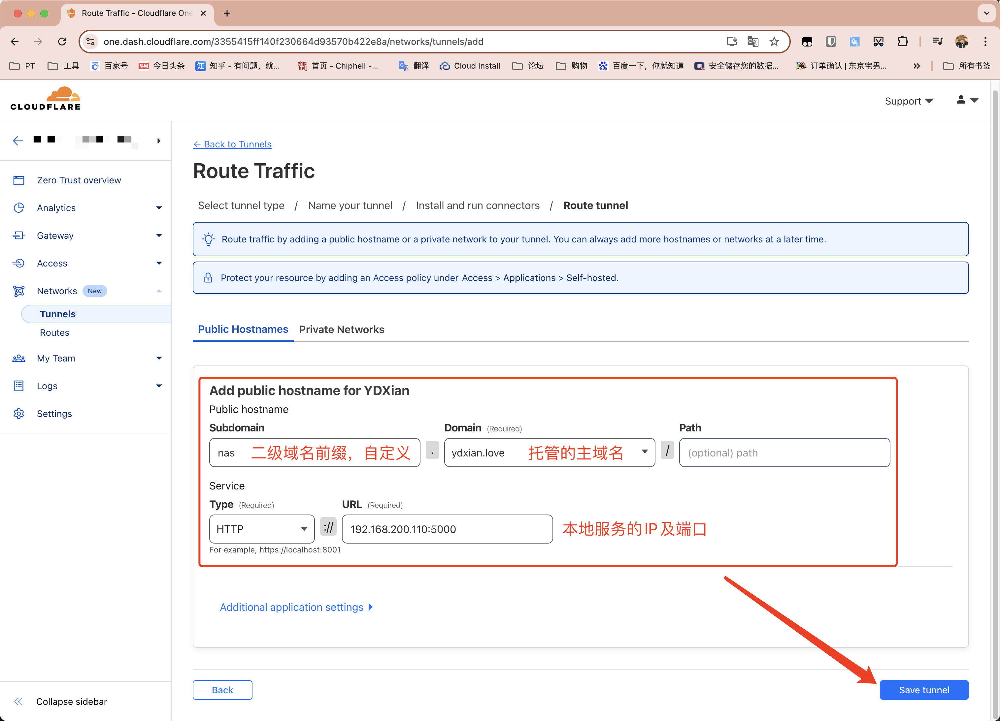 Route Traffic - Cloudflare One
one.dash.cloudflare.com/3355415ff140f230664d93570b422e8a/networks/tunnels/add
PT
工具
百家号
今日头条
知乎 - 有问题，就...
首页 - Chiphell -...
翻译
Cloud Install
论坛
购物
百度一下，你就知道
安全储存您的数据...
订单确认 | 东京宅男...
所有书签
CLOUDFLARE
Support
Zero Trust overview
Analytics
Gateway
Access
Networks New
Tunnels
Routes
My Team
Logs
Settings
Collapse sidebar
← Back to Tunnels
Route Traffic
Select tunnel type / Name your tunnel / Install and run connectors / Route tunnel
Route traffic by adding a public hostname or a private network to your tunnel. You can always add more hostnames or networks at a later time.
Protect your resource by adding an Access policy under Access > Applications > Self-hosted.
Public Hostnames Private Networks
Add public hostname for YDXian
Public hostname
Subdomain Domain (Required) Path
nas 二级域名前缀，自定义 . ydxian.love 托管的主域名 / (optional) path
Service
Type (Required) URL (Required)
HTTP :// 192.168.200.110:5000 本地服务的IP及端口
For example, https://localhost:8001
Additional application settings
Back
Save tunnel